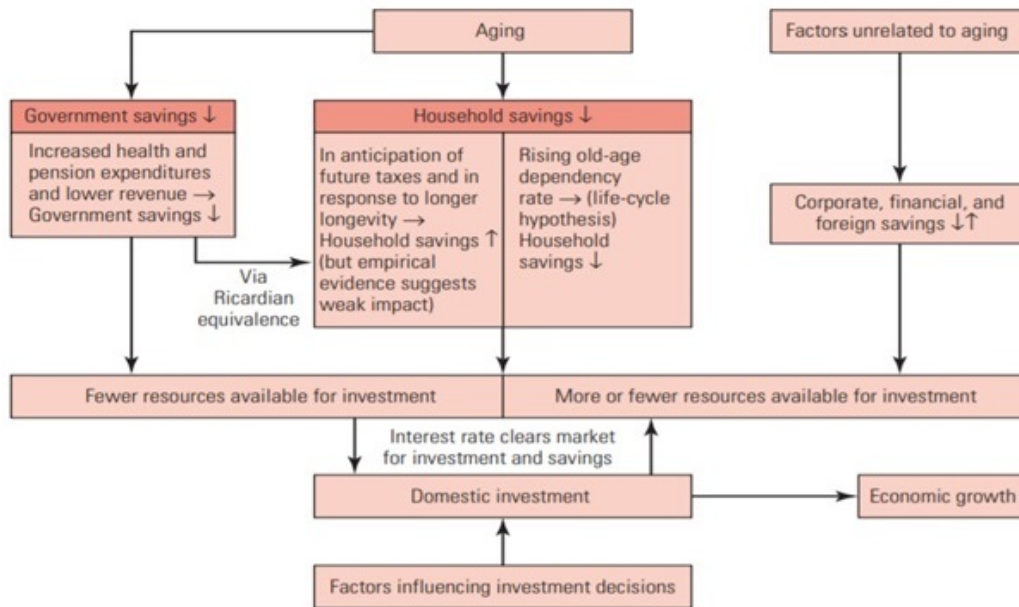 Aging
Factors unrelated to aging
Government savings ↓
Increased health and
pension expenditures
and lower revenue →
Government savings ↓
Household savings ↓
In anticipation of
future taxes and in
response to longer
longevity →
Household savings ↑
(but empirical
evidence suggests
weak impact)
Rising old-age
dependency
rate → (life-cycle
hypothesis)
Household
savings ↓
Corporate, financial, and
foreign savings ↓↑
Via
Ricardian
equivalence
Fewer resources available for investment
More or fewer resources available for investment
Interest rate clears market
for investment and savings
Domestic investment
Economic growth
Factors influencing investment decisions